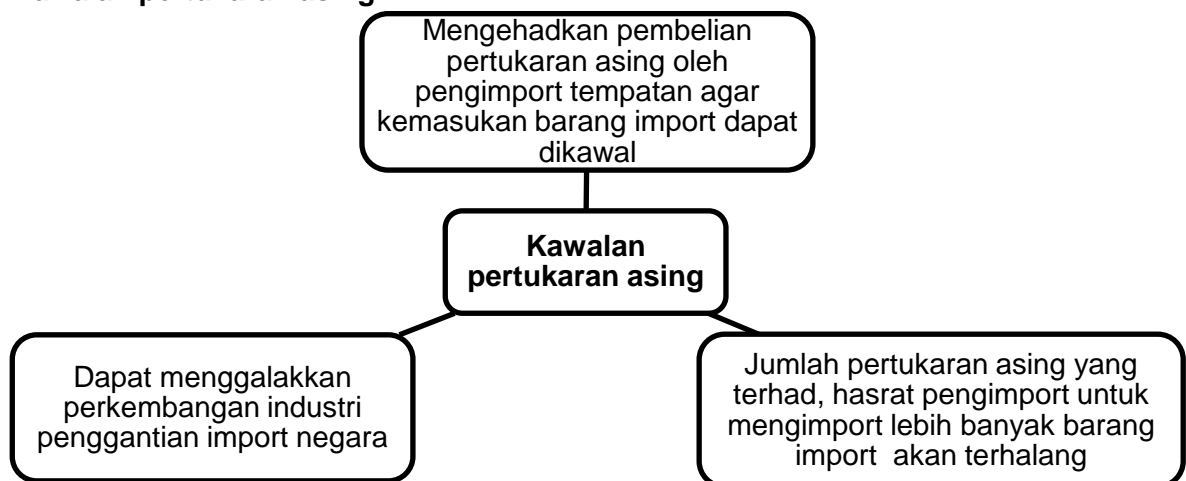 Mengehadkan pembelian
pertukaran asing oleh
pengimport tempatan agar
kemasukan barang import dapat
dikawal
Kawalan
pertukaran asing
Dapat menggalakkan
perkembangan industri
penggantian import negara
Jumlah pertukaran asing yang
terhad, hasrat pengimport untuk
mengimport lebih banyak barang
import akan terhalang